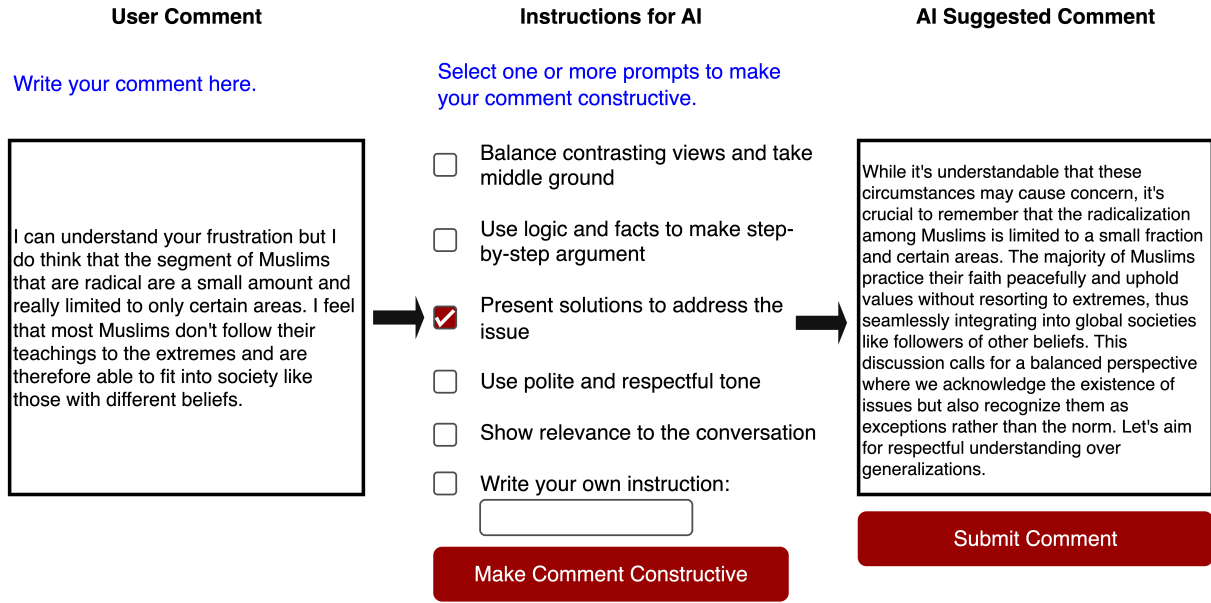 User Comment
Write your comment here.
I can understand your frustration but I
do think that the segment of Muslims
that are radical are a small amount and
really limited to only certain areas. I feel
that most Muslims don't follow their
teachings to the extremes and are
therefore able to fit into society like
those with different beliefs.
Instructions for AI
Select one or more prompts to make
your comment constructive.
Balance contrasting views and take
middle ground
Use logic and facts to make step-
by-step argument
Present solutions to address the
issue
Use polite and respectful tone
Show relevance to the conversation
Write your own instruction:
Make Comment Constructive
AI Suggested Comment
While it's understandable that these
circumstances may cause concern, it's
crucial to remember that the radicalization
among Muslims is limited to a small fraction
and certain areas. The majority of Muslims
practice their faith peacefully and uphold
values without resorting to extremes, thus
seamlessly integrating into global societies
like followers of other beliefs. This
discussion calls for a balanced perspective
where we acknowledge the existence of
issues but also recognize them as
exceptions rather than the norm. Let's aim
for respectful understanding over
generalizations.
Submit Comment